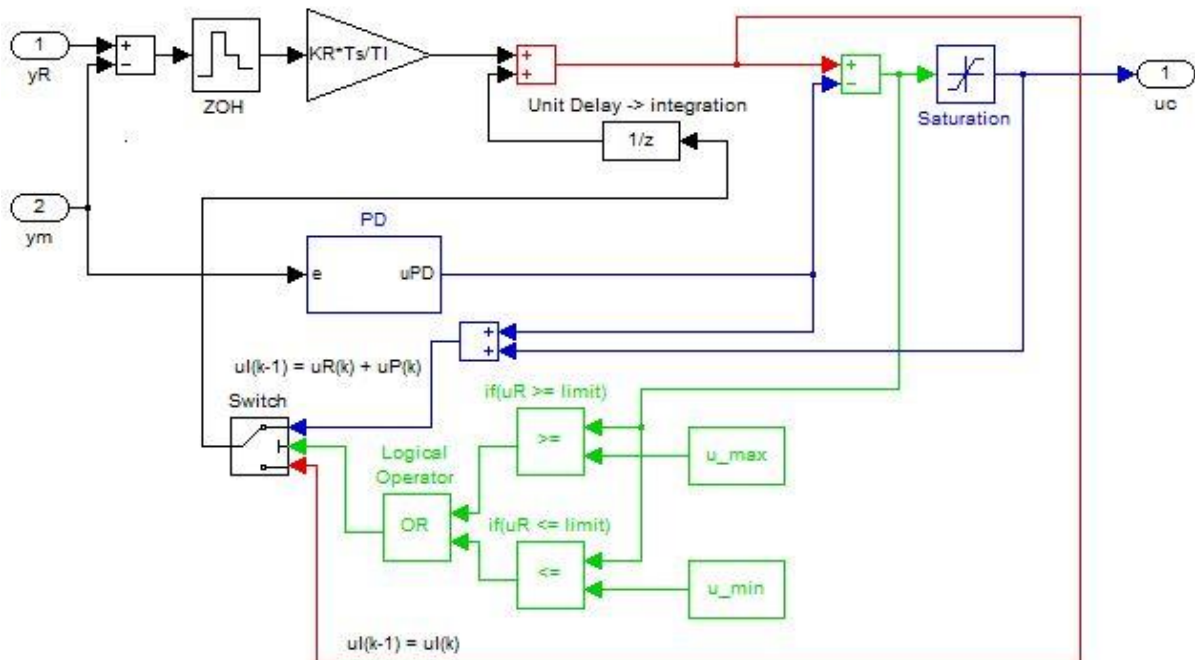 1
yR
+
−
ZOH
KR*Ts/TI
+
+
Unit Delay -> integration
1/z
+
−
Saturation
1
uc
2
ym
PD
e
uPD
+
+
uI(k-1) = uR(k) + uP(k)
Switch
if(uR >= limit)
>=
u_max
Logical
Operator
OR
if(uR <= limit)
<=
u_min
uI(k-1) = uI(k)